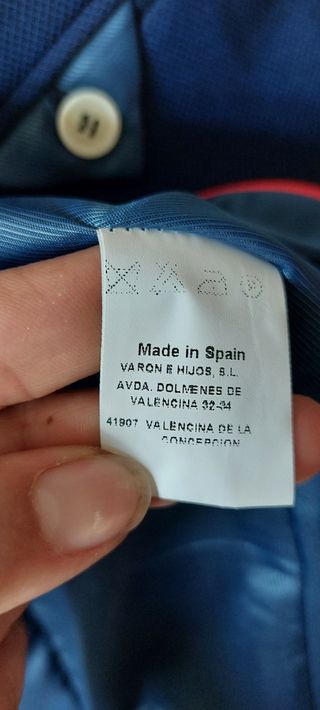 Made in Spain
VARON E HIJOS, S.L.
AVDA. DOLMENES DE
VALENCINA 32-34
41907 VALENCINA DE LA
CONCEPCION